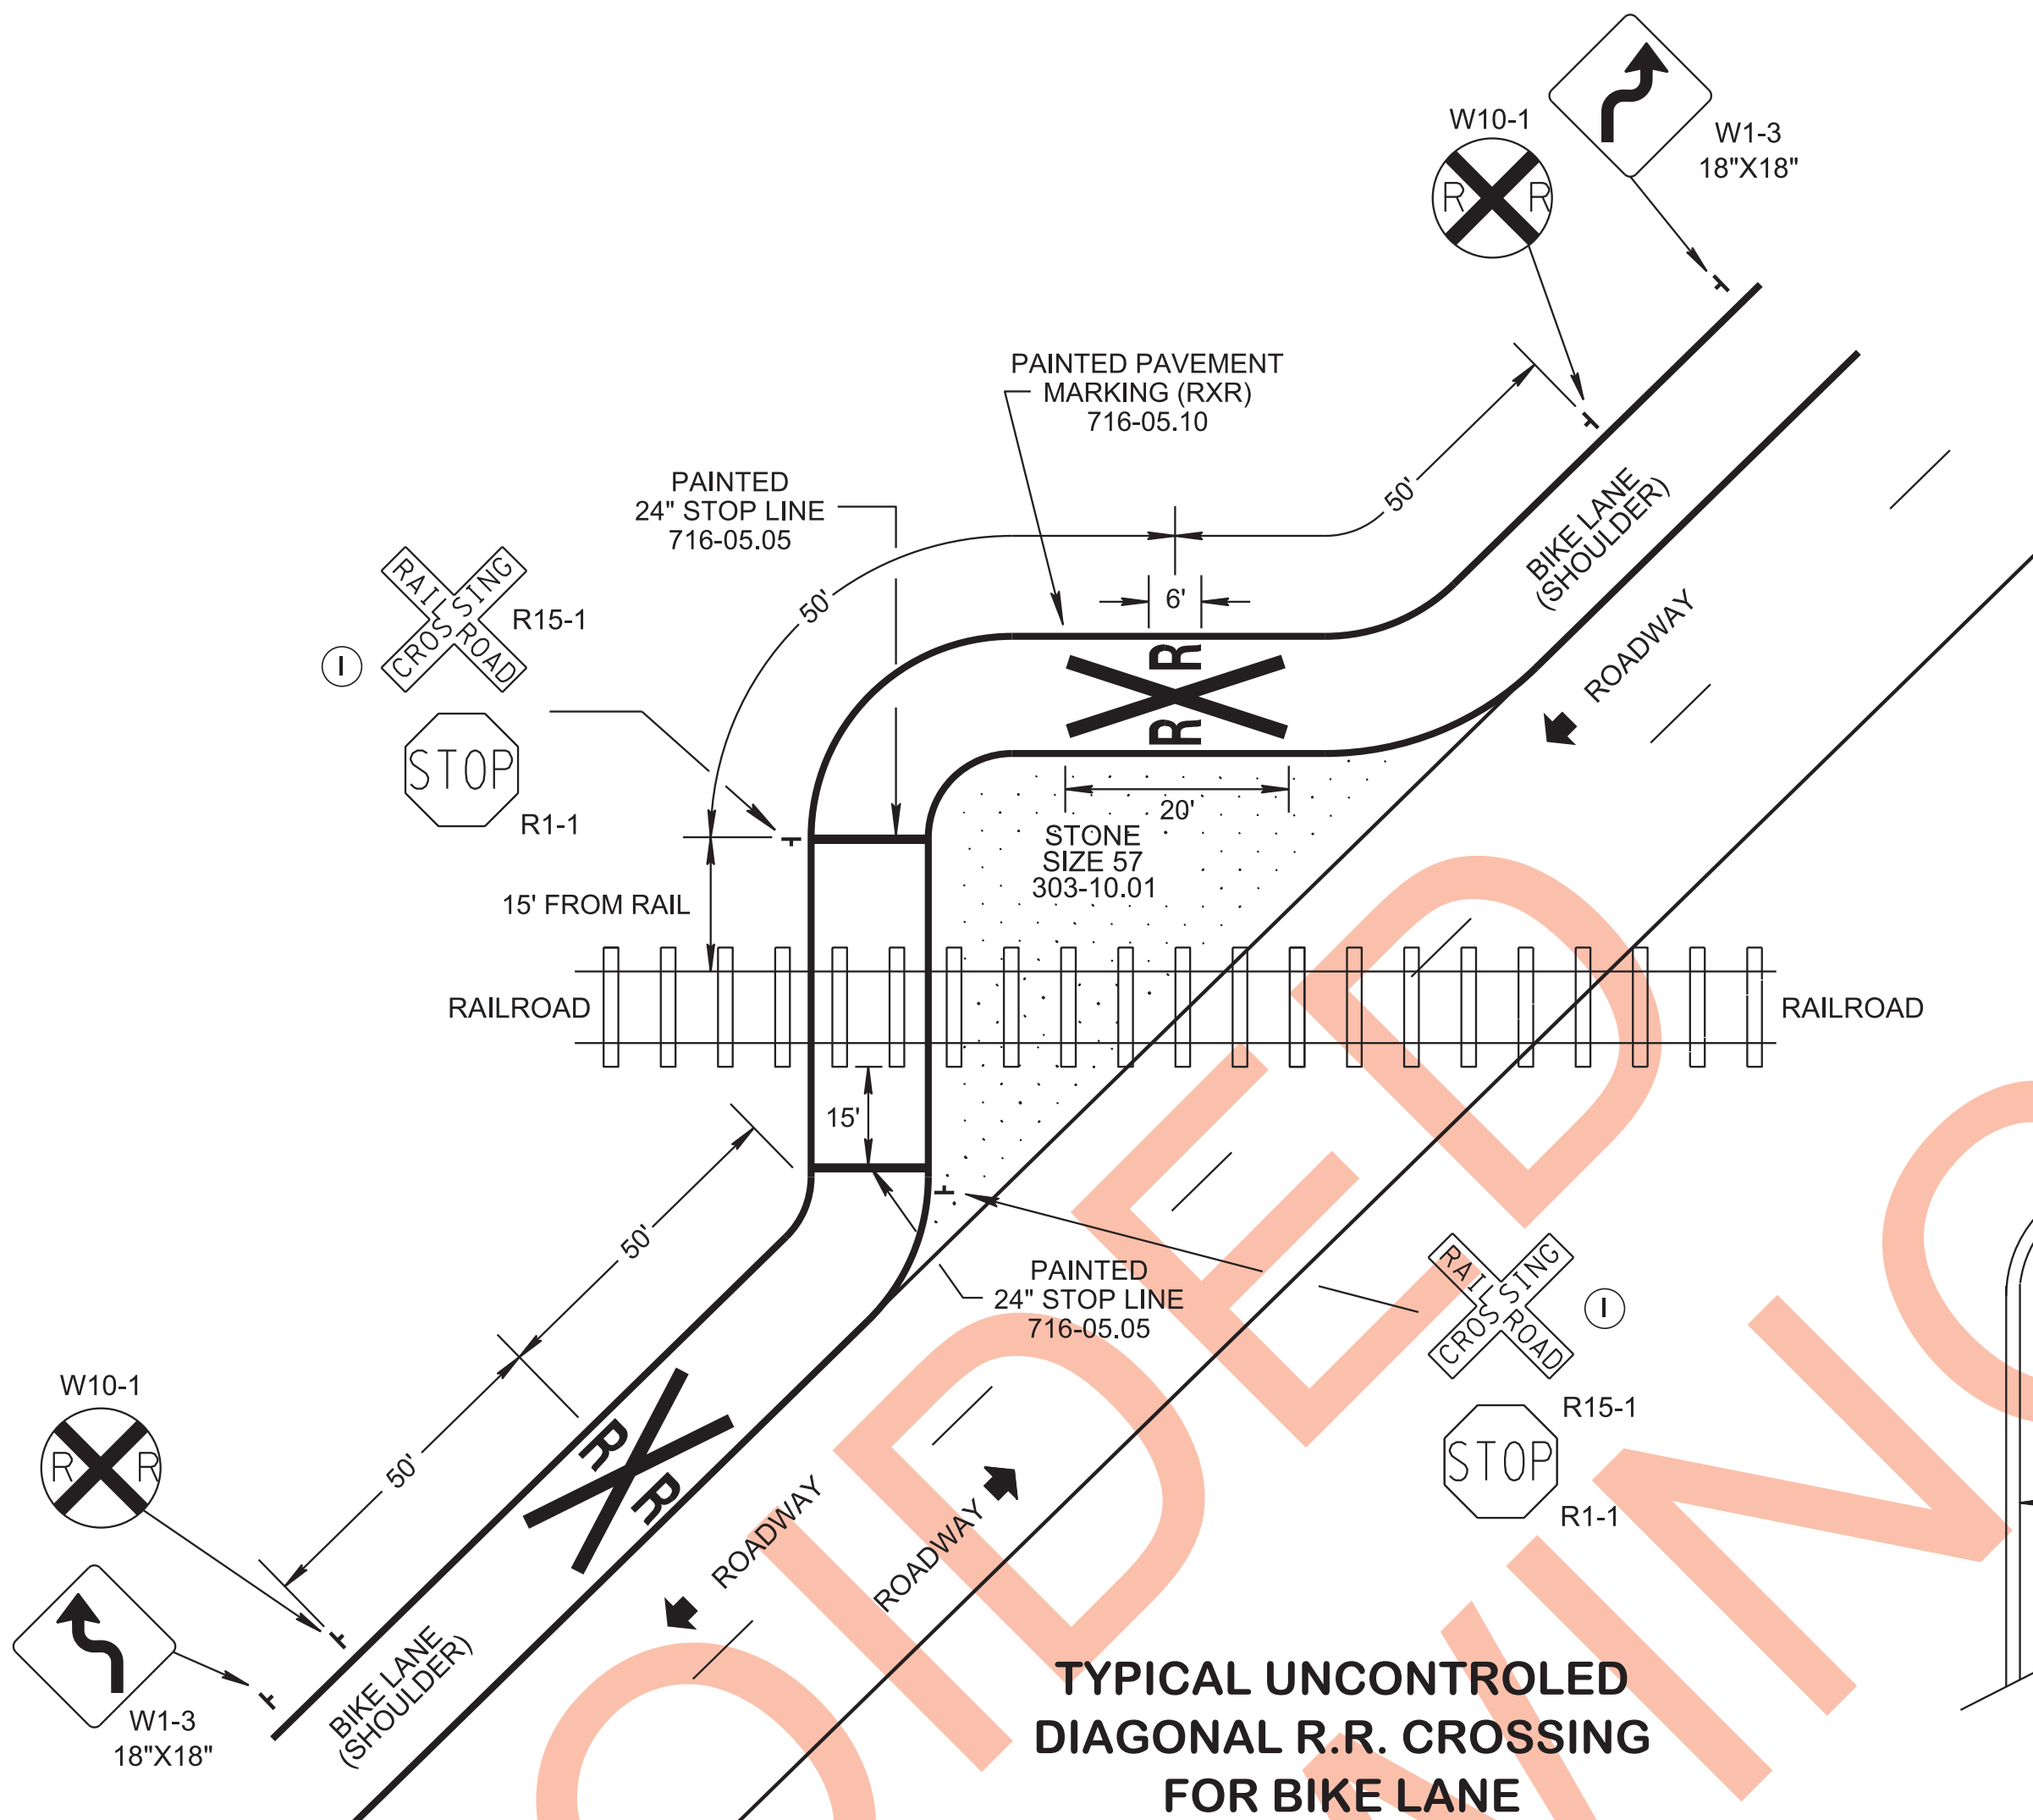 W10-1
R R
W1-3
18"X18"
PAINTED PAVEMENT
MARKING (RXR)
716-05.10
50'
BIKE LANE
(SHOULDER)
PAINTED
24" STOP LINE
716-05.05
50'
6'
ROADWAY
RAILROAD
CROSSING
R15-1
I
STOP
R1-1
R
R
20'
STONE
SIZE 57
303-10.01
15' FROM RAIL
RAILROAD
RAILROAD
15'
50'
PAINTED
24" STOP LINE
716-05.05
RAILROAD
CROSSING
I
R15-1
STOP
R1-1
W10-1
R R
50'
R
R
ROADWAY
ROADWAY
W1-3
18"X18"
BIKE LANE
(SHOULDER)
TYPICAL UNCONTROLED
DIAGONAL R.R. CROSSING
FOR BIKE LANE